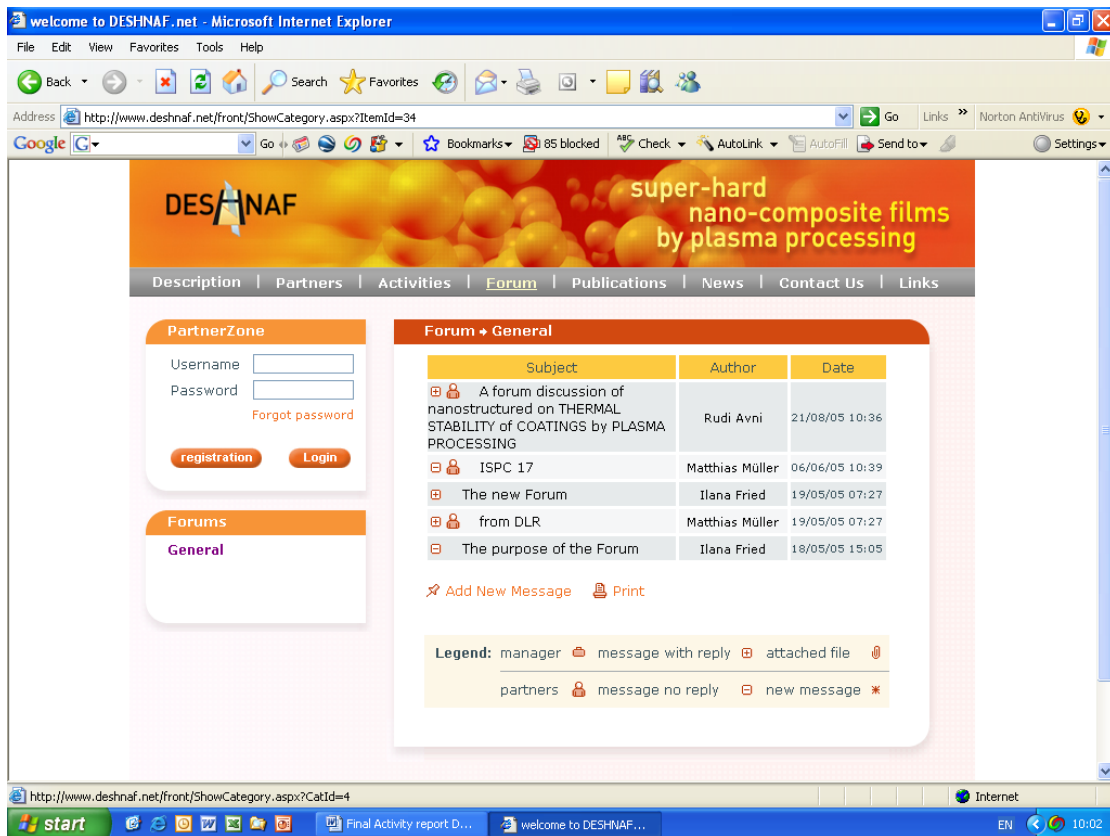 welcome to DESHNAF.net - Microsoft Internet Explorer
File Edit View Favorites Tools Help
Back Search Favorites
Address http://www.deshnaf.net/front/ShowCategory.aspx?ItemId=34 Go Links » Norton AntiVirus
Google G Go Bookmarks 85 blocked ABC Check AutoLink AutoFill Send to Settings
DESHNAF
super-hard
nano-composite films
by plasma processing
Description | Partners | Activities | Forum | Publications | News | Contact Us | Links
PartnerZone
Username
Password
Forgot password
registration Login
Forums
General
Forum General
Subject Author Date
A forum discussion of
nanostructured on THERMAL
STABILITY of COATINGS by PLASMA
PROCESSING
Rudi Avni 21/08/05 10:36
ISPC 17 Matthias Müller 06/06/05 10:39
The new Forum Ilana Fried 19/05/05 07:27
from DLR Matthias Müller 19/05/05 07:27
The purpose of the Forum Ilana Fried 18/05/05 15:05
Add New Message Print
Legend: manager message with reply attached file
partners message no reply new message
http://www.deshnaf.net/front/ShowCategory.aspx?CatId=4 Internet
start Final Activity report D... welcome to DESHNAF... EN 10:02